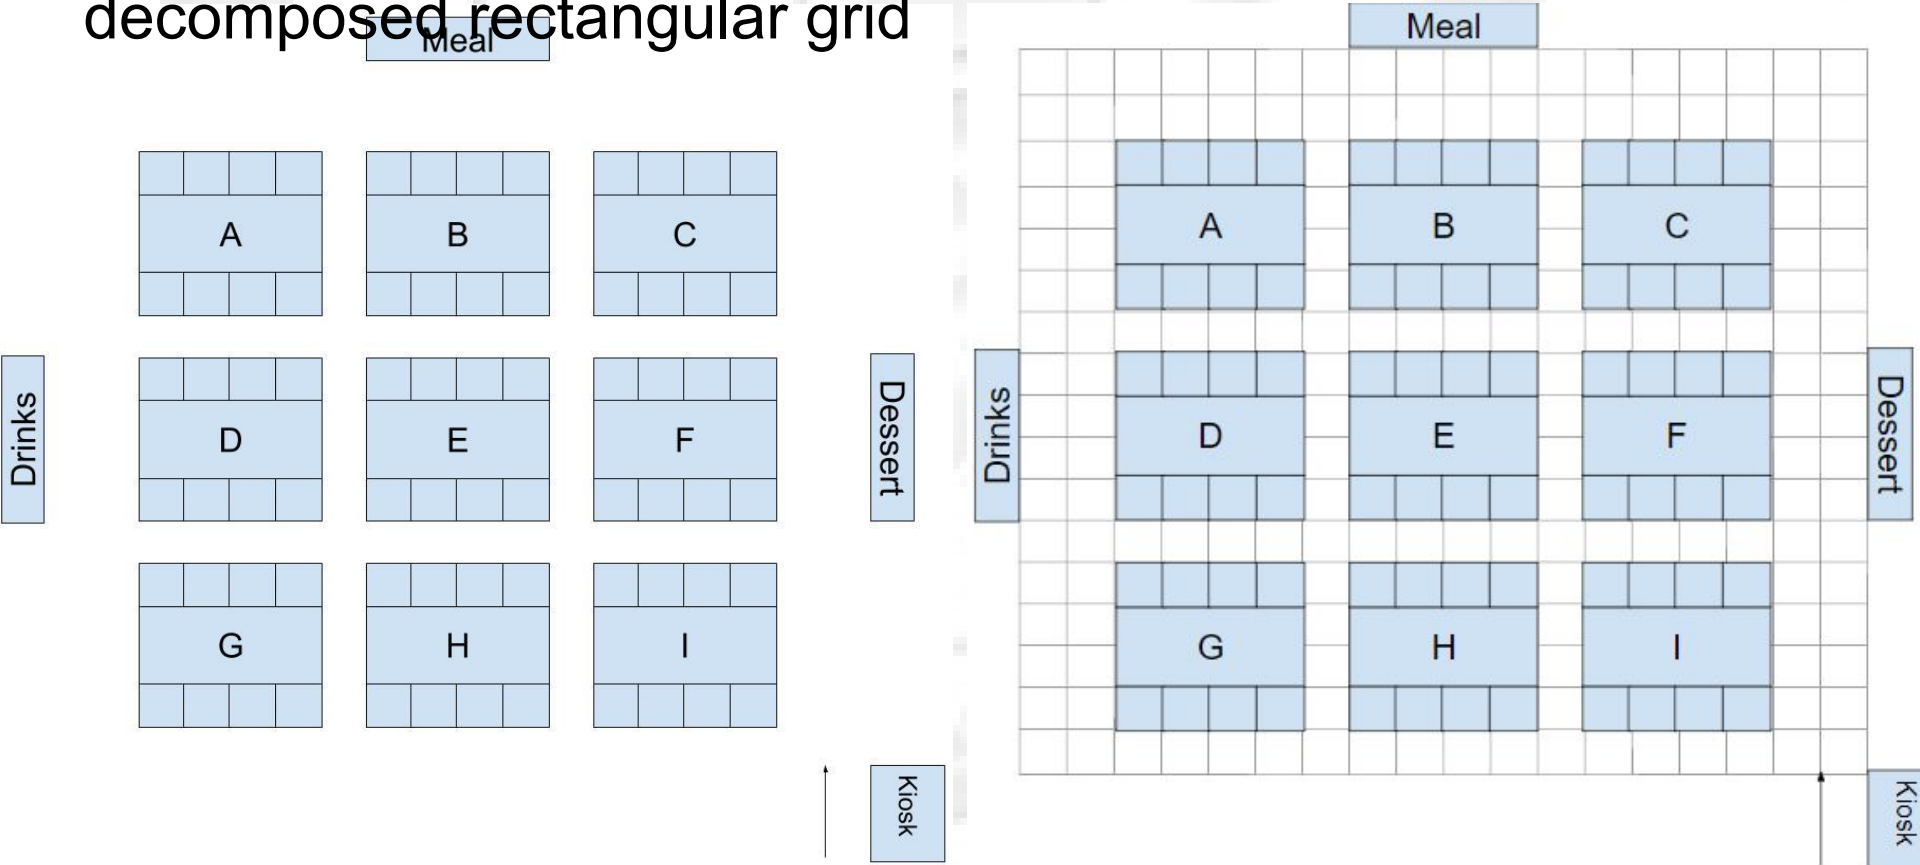 decomposed rectangular grid
Meal
A B C
Drinks
D E F
Dessert
G H I
Kiosk
Meal
A B C
Drinks
D E F
Dessert
G H I
Kiosk